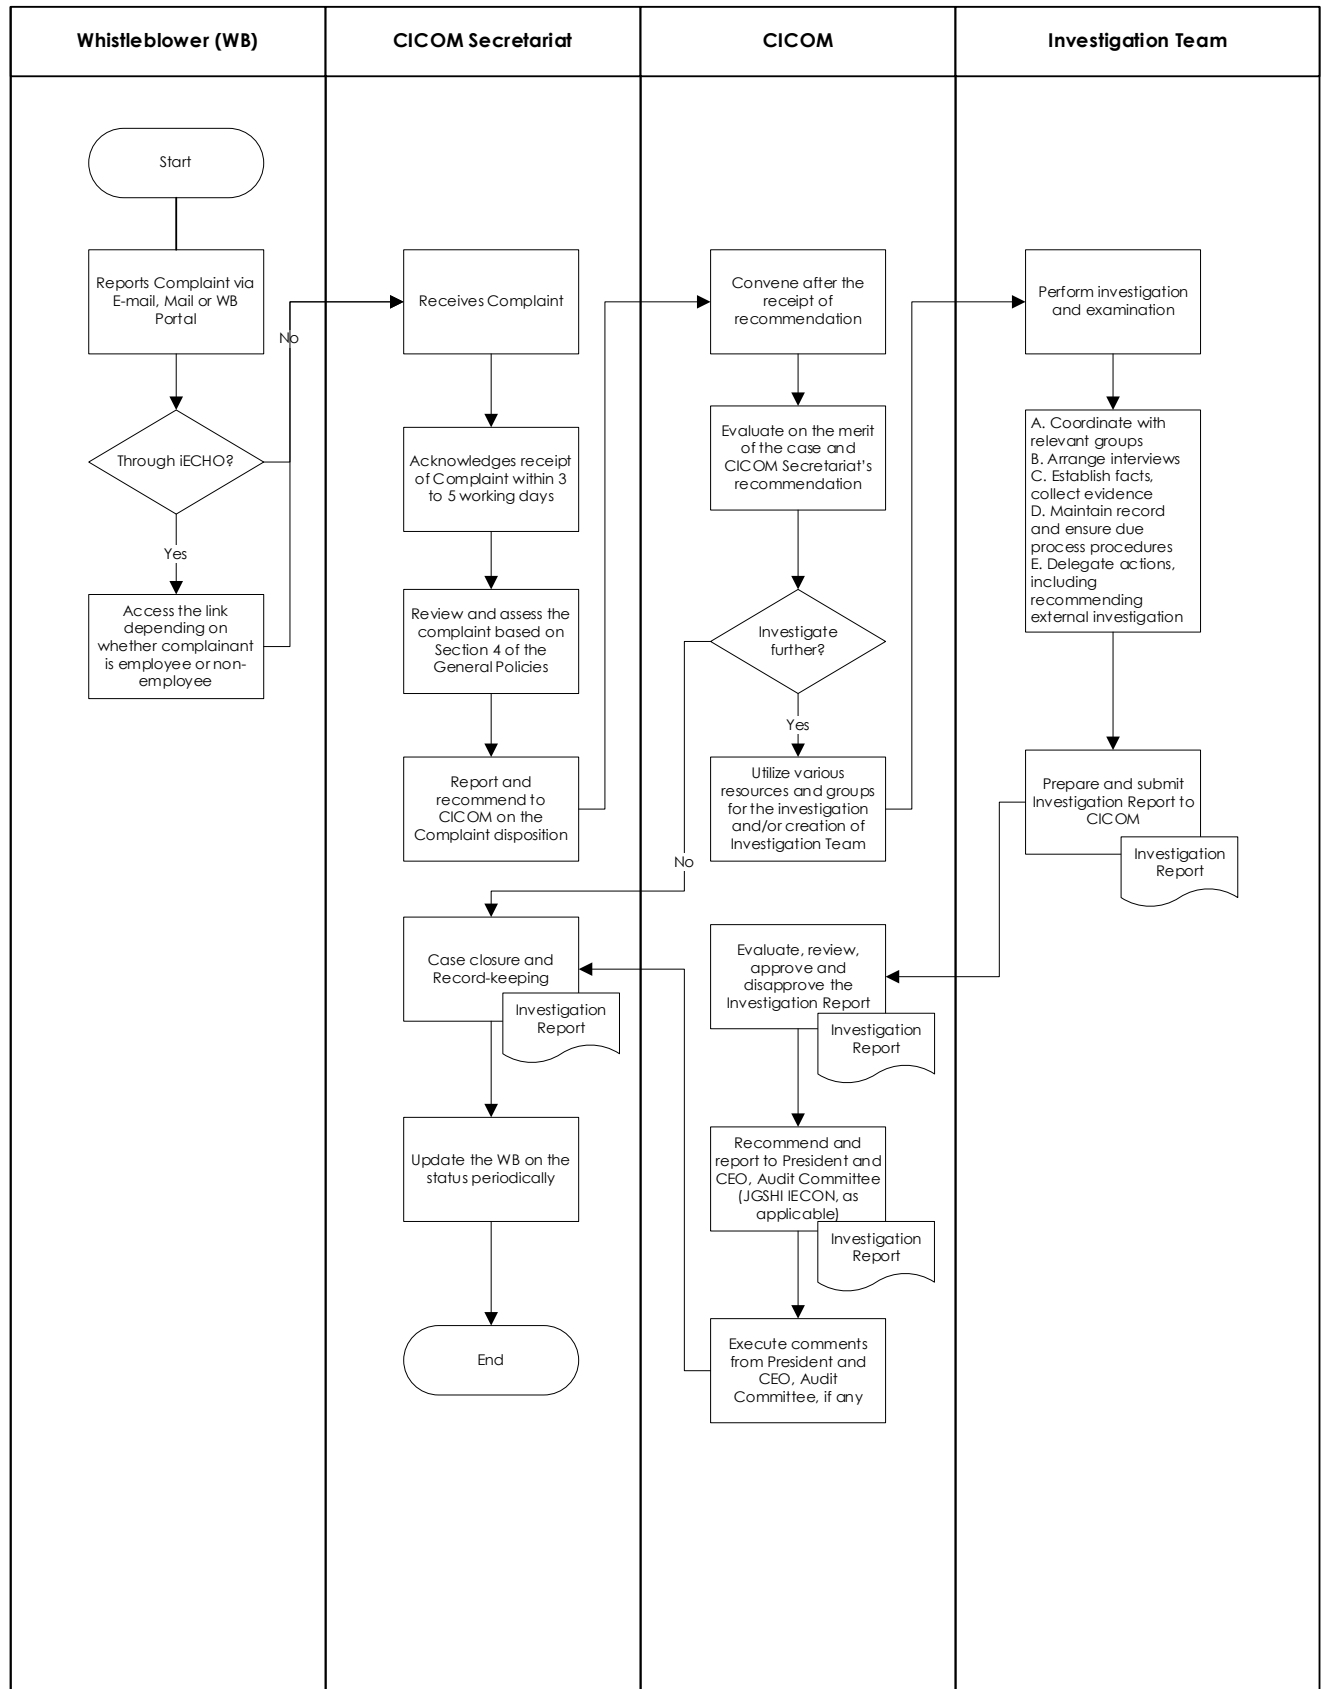 Whistleblower (WB)
CICOM Secretariat
CICOM
Investigation Team
Start
Reports Complaint via
E-mail, Mail or WB
Portal
No
Through iECHO?
Yes
Access the link
depending on
whether complainant
is employee or non-
employee
Receives Complaint
Acknowledges receipt
of Complaint within 3
to 5 working days
Review and assess the
complaint based on
Section 4 of the
General Policies
Report and
recommend to
CICOM on the
Complaint disposition
Case closure and
Record-keeping
Investigation
Report
Update the WB on the
status periodically
End
Convene after the
receipt of
recommendation
Evaluate on the merit
of the case and
CICOM Secretariat's
recommendation
Investigate
further?
Yes
No
Utilize various
resources and groups
for the investigation
and/or creation of
Investigation Team
Evaluate, review,
approve and
disapprove the
Investigation Report
Investigation
Report
Recommend and
report to President and
CEO, Audit Committee
(JGSHI IECON, as
applicable)
Investigation
Report
Execute comments
from President and
CEO, Audit
Committee, if any
Perform investigation
and examination
A. Coordinate with
relevant groups
B. Arrange interviews
C. Establish facts,
collect evidence
D. Maintain record
and ensure due
process procedures
E. Delegate actions,
including
recommending
external investigation
Prepare and submit
Investigation Report to
CICOM
Investigation
Report